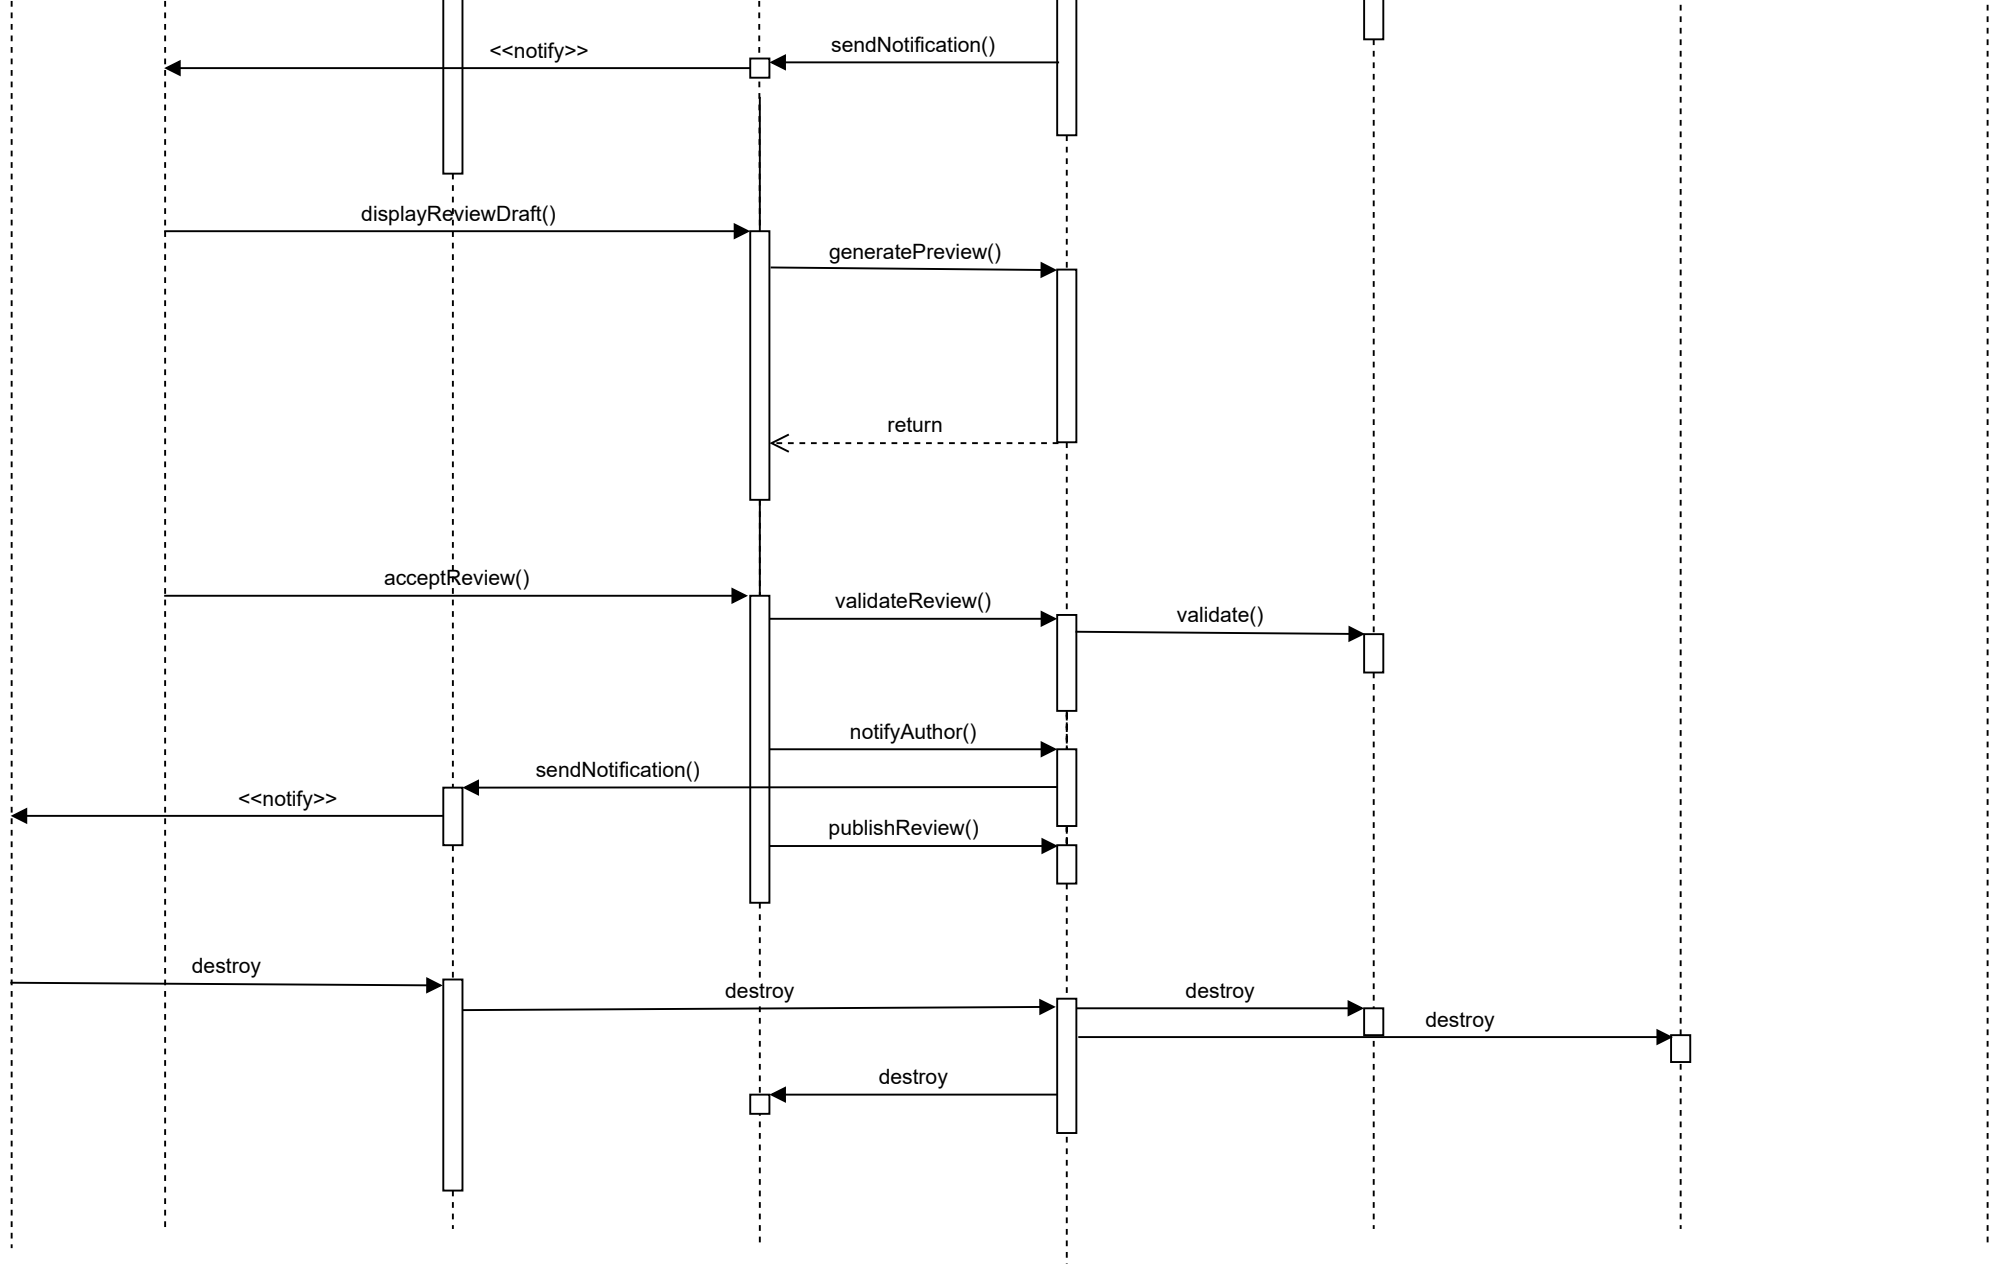 <<notify>>
sendNotification()
displayReviewDraft()
generatePreview()
return
acceptReview()
validateReview()
validate()
notifyAuthor()
sendNotification()
<<notify>>
publishReview()
destroy
destroy
destroy
destroy
destroy